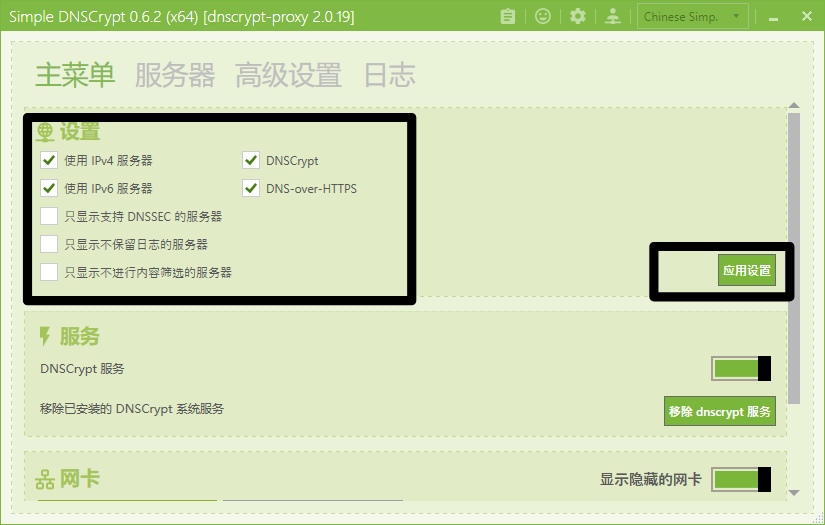 Simple DNSCrypt 0.6.2 (x64) [dnscrypt-proxy 2.0.19]
Chinese Simp.
主菜单 服务器 高级设置 日志
设置
使用 IPv4 服务器 DNSCrypt
使用 IPv6 服务器 DNS-over-HTTPS
只显示支持 DNSSEC 的服务器
只显示不保留日志的服务器
只显示不进行内容筛选的服务器
应用设置
服务
DNSCrypt 服务
移除已安装的 DNSCrypt 系统服务 移除 dnscrypt 服务
网卡 显示隐藏的网卡